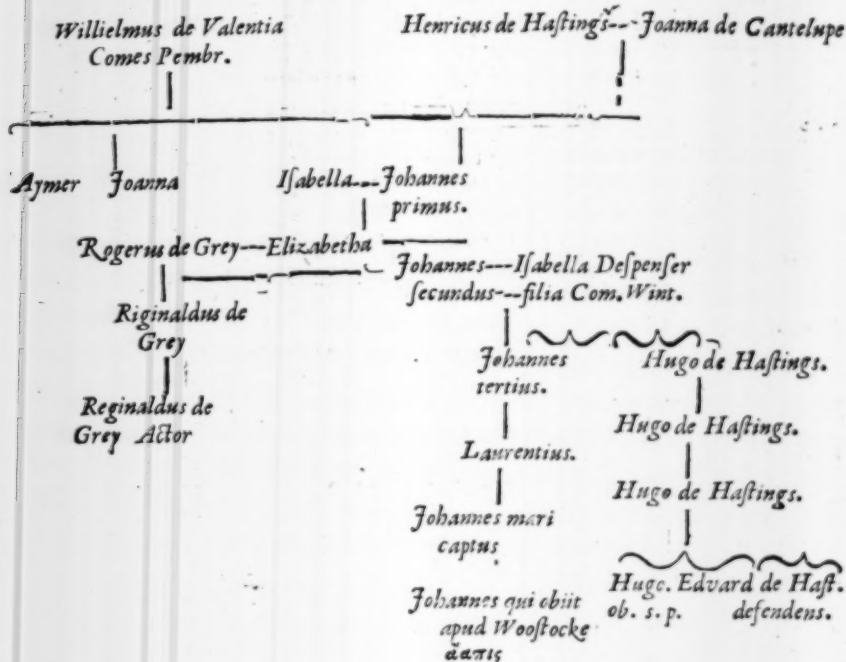 Willielmus de Valentia
Comes Pembr.
Henricus de Haſtings---Joanna de Cantelupe
Aymer Joanna Iſabella---Johannes
primus.
Rogerus de Grey---Elizabetha
Johannes---Iſabella Deſpenſer
ſecundus---filia Com. Wint.
Riginaldus de
Grey
Johannes
tertius.
Hugo de Haſtings.
Reginaldus de
Grey Actor
Hugo de Haſtings.
Laurentius.
Hugo de Haſtings.
Johannes mari
captus
Hugc. Edvard de Haſt.
ob. s. p. defendens.
Johannes qui obiit
apud Wooſtocke